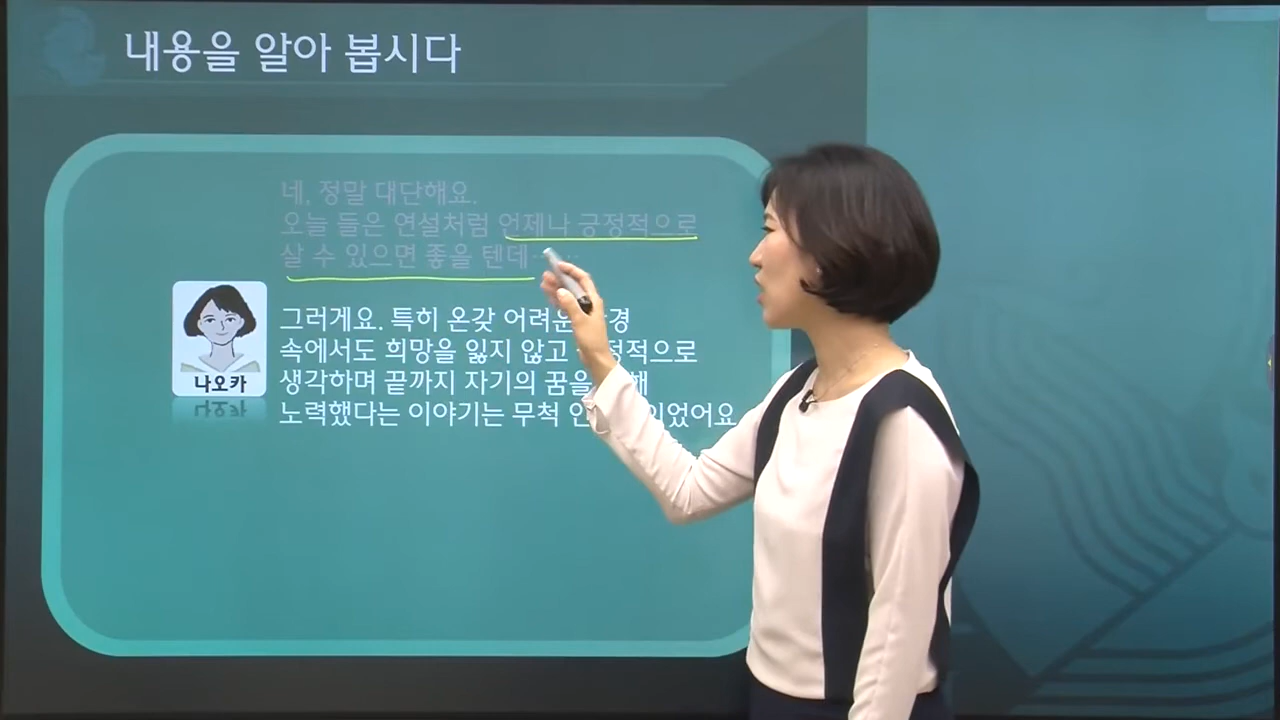 내용을 알아 봅시다
네, 정말 대단해요.
오늘 들은 연설처럼 언제나 긍정적으로
살 수 있으면 좋을 텐데
그러게요. 특히 온갖 어려운
속에서도 희망을 잃지 않고
생각하며 끝까지 자기의 꿈을
노력했다는 이야기는 무척
나오카